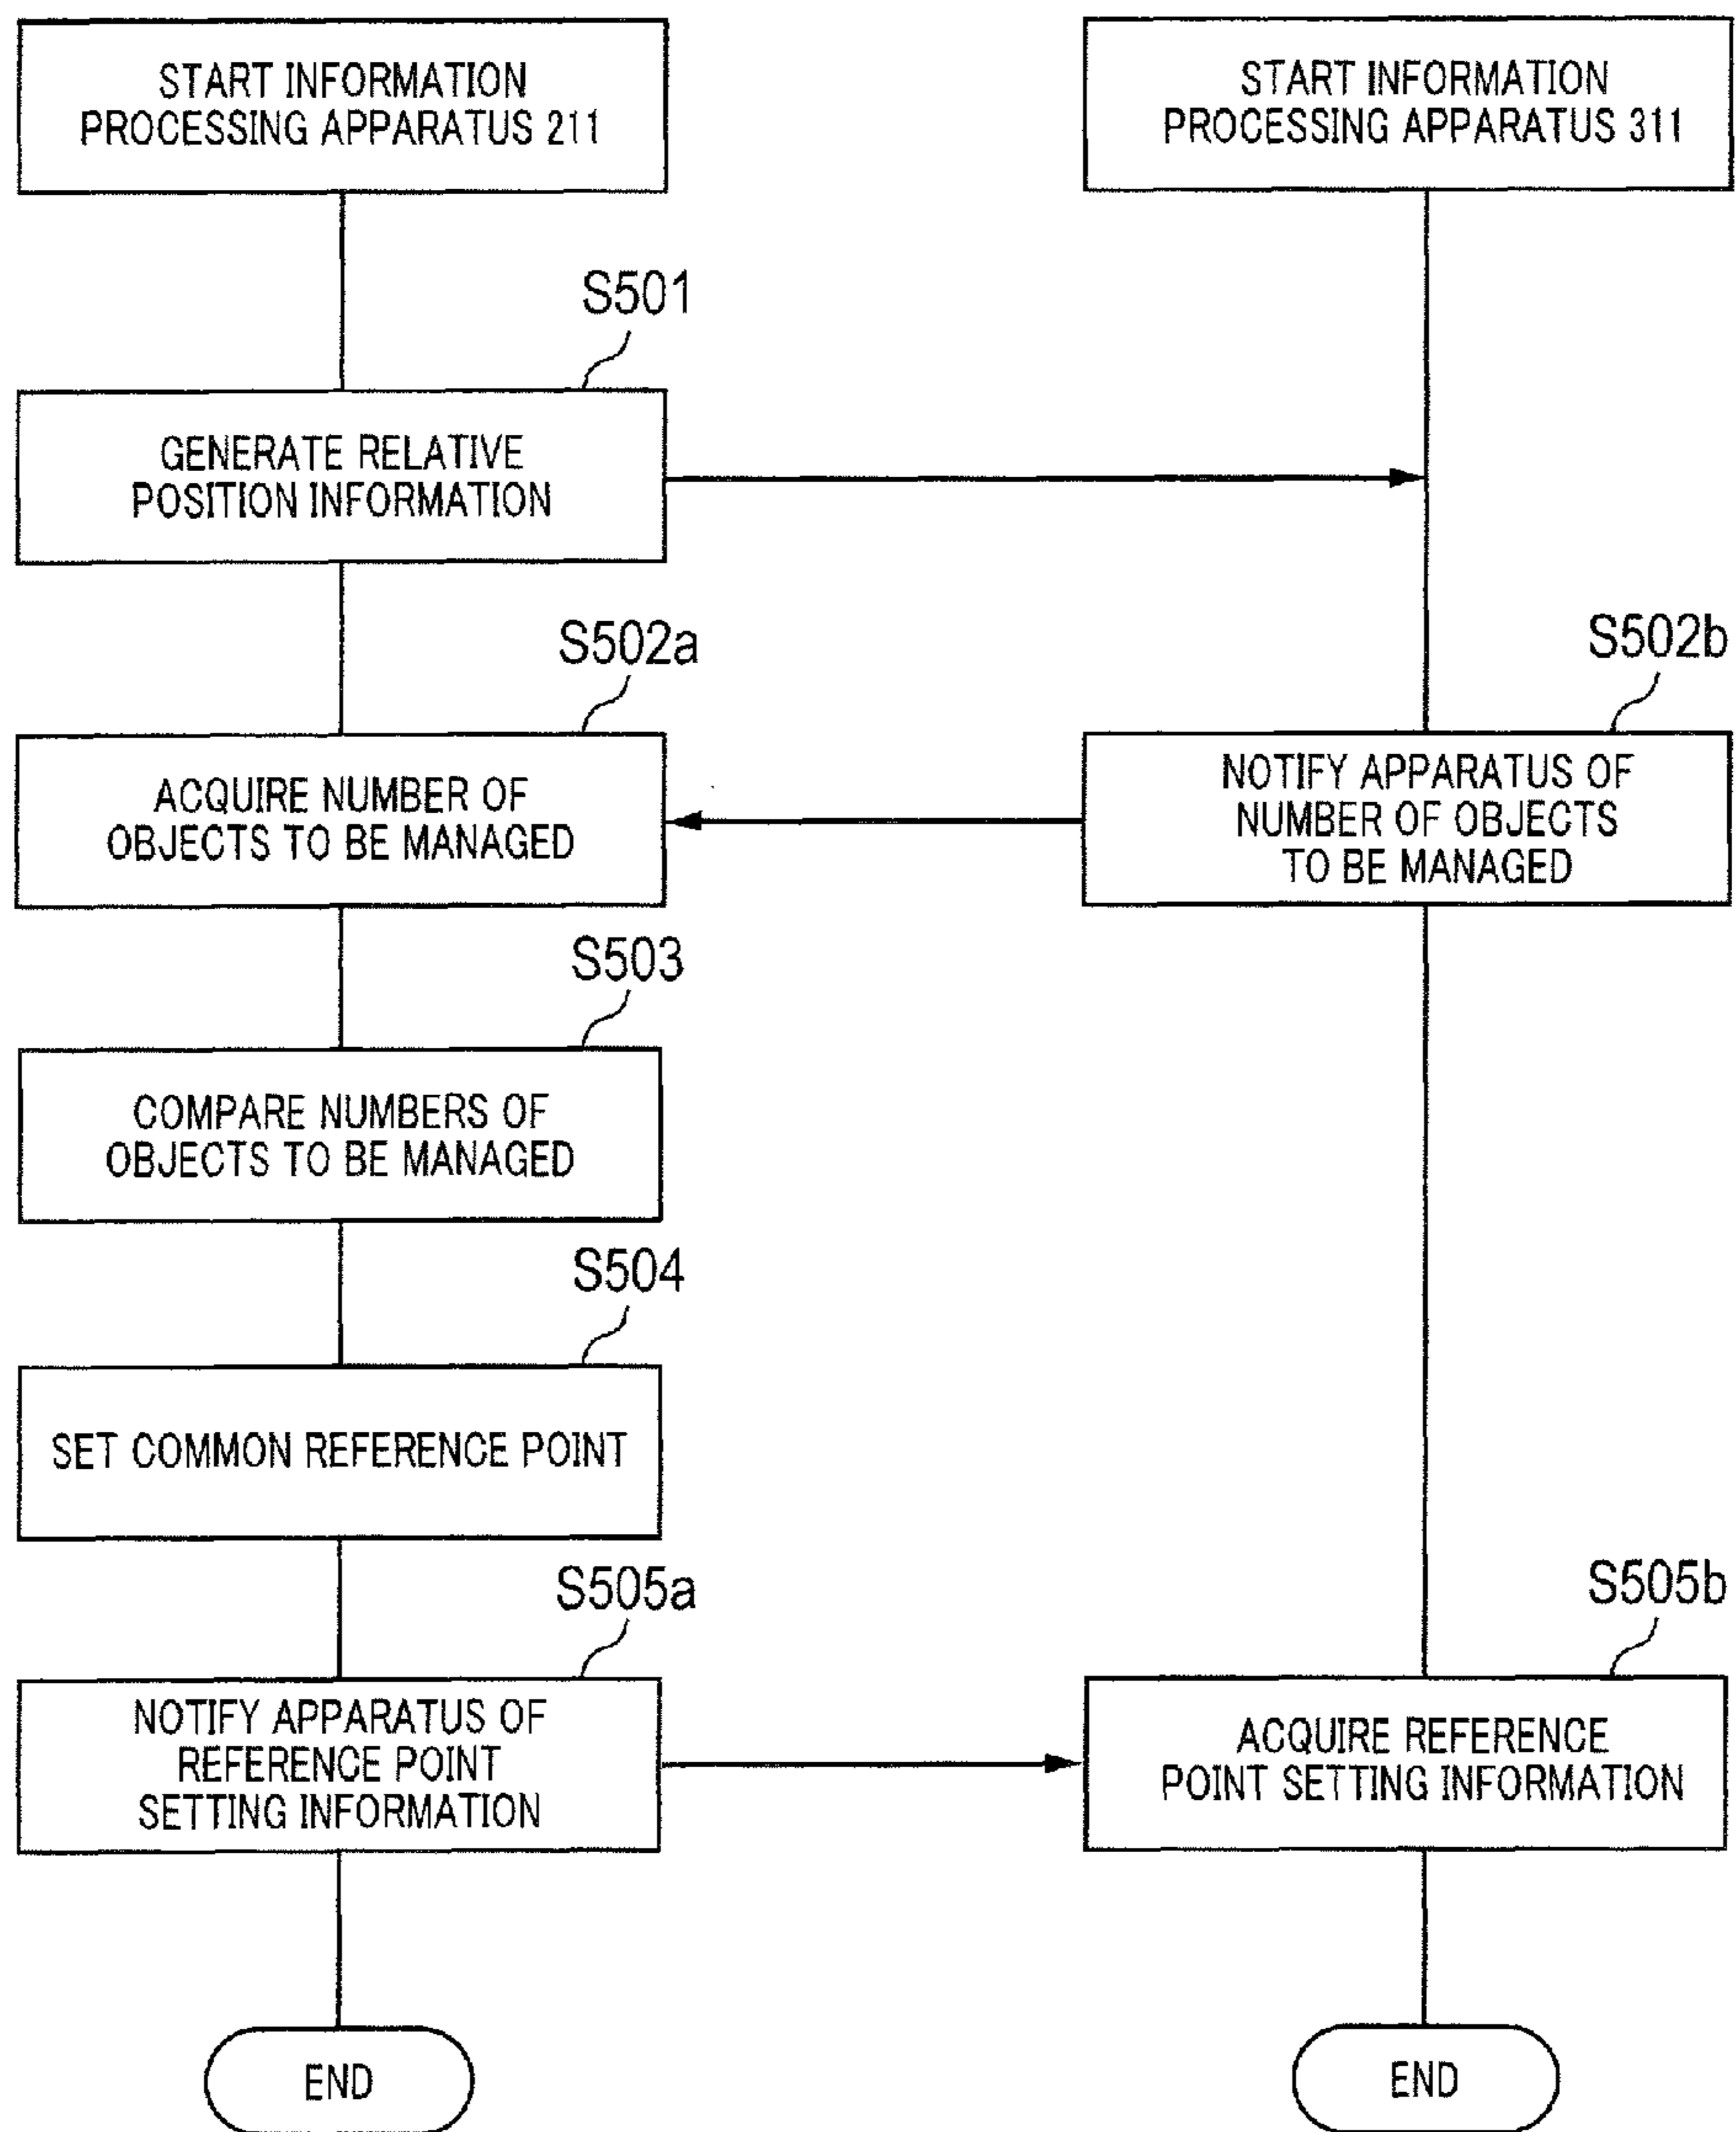 START INFORMATION
PROCESSING APPARATUS 211
START INFORMATION
PROCESSING APPARATUS 311
S501
GENERATE RELATIVE
POSITION INFORMATION
S502a
ACQUIRE NUMBER OF
OBJECTS TO BE MANAGED
S502b
NOTIFY APPARATUS OF
NUMBER OF OBJECTS
TO BE MANAGED
S503
COMPARE NUMBERS OF
OBJECTS TO BE MANAGED
S504
SET COMMON REFERENCE POINT
S505a
NOTIFY APPARATUS OF
REFERENCE POINT
SETTING INFORMATION
S505b
ACQUIRE REFERENCE
POINT SETTING INFORMATION
END
END